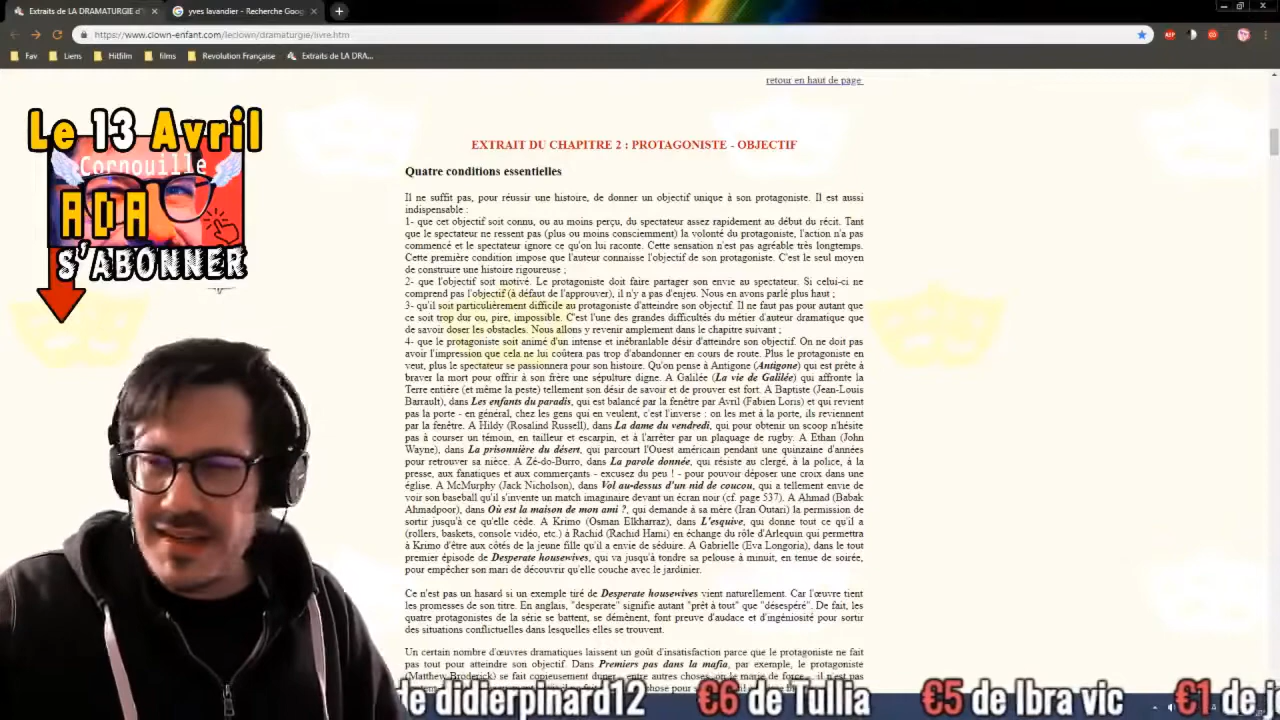 Extraits de LA DRAMATURGIE d'
yves lavandier - Recherche Goog
https://www.clown-enfant.com/leclown/dramaturgie/livre.htm
Fav
Liens
Hitfilm
films
Revolution Française
Extraits de LA DRA...
ABP
retour en haut de page
Le 13 Avril
Cornouille
ADA
S'ABONNER
EXTRAIT DU CHAPITRE 2 : PROTAGONISTE - OBJECTIF
Quatre conditions essentielles
Il ne suffit pas, pour réussir une histoire, de donner un objectif unique à son protagoniste. Il est aussi
indispensable :
1- que cet objectif soit connu, ou au moins perçu, du spectateur assez rapidement au début du récit. Tant
que le spectateur ne ressent pas (plus ou moins consciemment) la volonté du protagoniste, l'action n'a pas
commencé et le spectateur ignore ce qu'on lui raconte. Cette sensation n'est pas agréable très longtemps.
Cette première condition impose que l'auteur connaisse l'objectif de son protagoniste. C'est le seul moyen
de construire une histoire rigoureuse ;
2- que l'objectif soit motivé. Le protagoniste doit faire partager son envie au spectateur. Si celui-ci ne
comprend pas l'objectif (à défaut de l'approuver), il n'y a pas d'enjeu. Nous en avons parlé plus haut ;
3- qu'il soit particulièrement difficile au protagoniste d'atteindre son objectif. Il ne faut pas pour autant que
ce soit trop dur ou, pire, impossible. C'est l'une des grandes difficultés du métier d'auteur dramatique que
de savoir doser les obstacles. Nous allons y revenir amplement dans le chapitre suivant ;
4- que le protagoniste soit animé d'un intense et inébranlable désir d'atteindre son objectif. On ne doit pas
avoir l'impression que cela ne lui coûtera pas trop d'abandonner en cours de route. Plus le protagoniste en
veut, plus le spectateur se passionnera pour son histoire. Qu'on pense à Antigone (Antigone) qui est prête à
braver la mort pour offrir à son frère une sépulture digne. A Galilée (La vie de Galilée) qui affronte la
Terre entière (et même la peste) tellement son désir de savoir et de prouver est fort. A Baptiste (Jean-Louis
Barrault), dans Les enfants du paradis, qui est balancé par la fenêtre par Avril (Fabien Loris) et qui revient
pas la porte - en général, chez les gens qui en veulent, c'est l'inverse : on les met à la porte, ils reviennent
par la fenêtre. A Hildy (Rosalind Russell), dans La dame du vendredi, qui pour obtenir un scoop n'hésite
pas à courser un témoin, en tailleur et escarpin, et à l'arrêter par un plaquage de rugby. A Ethan (John
Wayne), dans La prisonnière du désert, qui parcourt l'Ouest américain pendant une quinzaine d'années
pour retrouver sa nièce. A Zé-do-Burro, dans La parole donnée, qui résiste au clergé, à la police, à la
presse, aux fanatiques et aux commerçants - excusez du peu ! - pour pouvoir déposer une croix dans une
église. A McMurphy (Jack Nicholson), dans Vol au-dessus d'un nid de coucou, qui a tellement envie de
voir son baseball qu'il s'invente un match imaginaire devant un écran noir (cf. page 537). A Ahmad (Babak
Ahmadpoor), dans Où est la maison de mon ami ?, qui demande à sa mère (Iran Outari) la permission de
sortir jusqu'à ce qu'elle cède. A Krimo (Osman Elkharraz), dans L'esquive, qui donne tout ce qu'il a
(rollers, baskets, console vidéo, etc.) à Rachid (Rachid Hami) en échange du rôle d'Arlequin qui permettra
à Krimo d'être aux côtés de la jeune fille qu'il a envie de séduire. A Gabrielle (Eva Longoria), dans le tout
premier épisode de Desperate housewives, qui va jusqu'à tondre sa pelouse à minuit, en tenue de soirée,
pour empêcher son mari de découvrir qu'elle couche avec le jardinier.
Ce n'est pas un hasard si un exemple tiré de Desperate housewives vient naturellement. Car l'œuvre tient
les promesses de son titre. En anglais, "desperate" signifie autant "prêt à tout" que "désespéré". De fait, les
quatre protagonistes de la série se battent, se démènent, font preuve d'audace et d'ingéniosité pour sortir
des situations conflictuelles dans lesquelles elles se trouvent.
Un certain nombre d'œuvres dramatiques laissent un goût d'insatisfaction parce que le protagoniste ne fait
pas tout pour atteindre son objectif. Dans Premiers pas dans la mafia, par exemple, le protagoniste
(Matthew Broderick) se fait copieusement duper
le didierpinard12 €6 de Tullia €5 de Ibra vic €1 de j